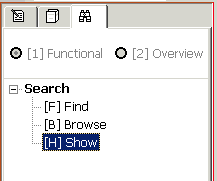 [1] Functional [2] Overview
Search
[F] Find
[B] Browse
[H] Show